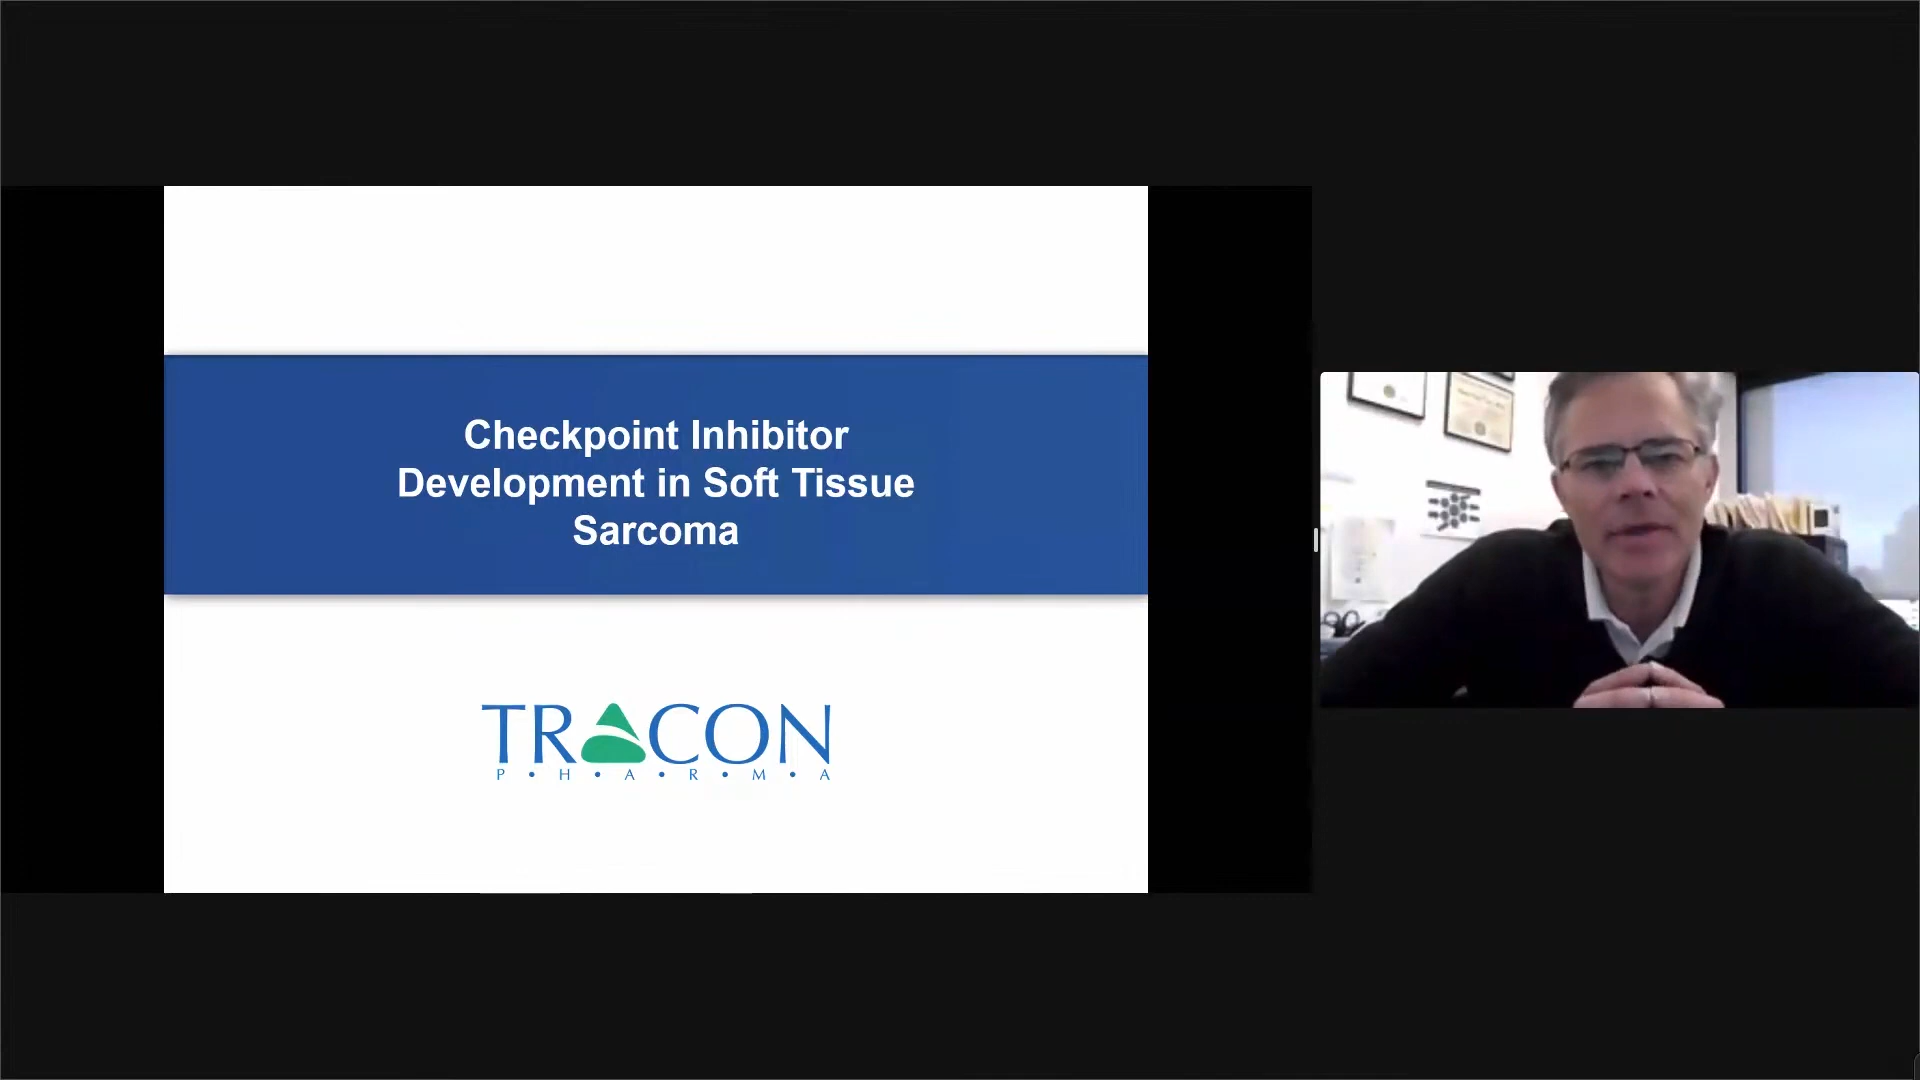 Checkpoint Inhibitor
Development in Soft Tissue
Sarcoma
TRACON
P•H•A•R•M•A